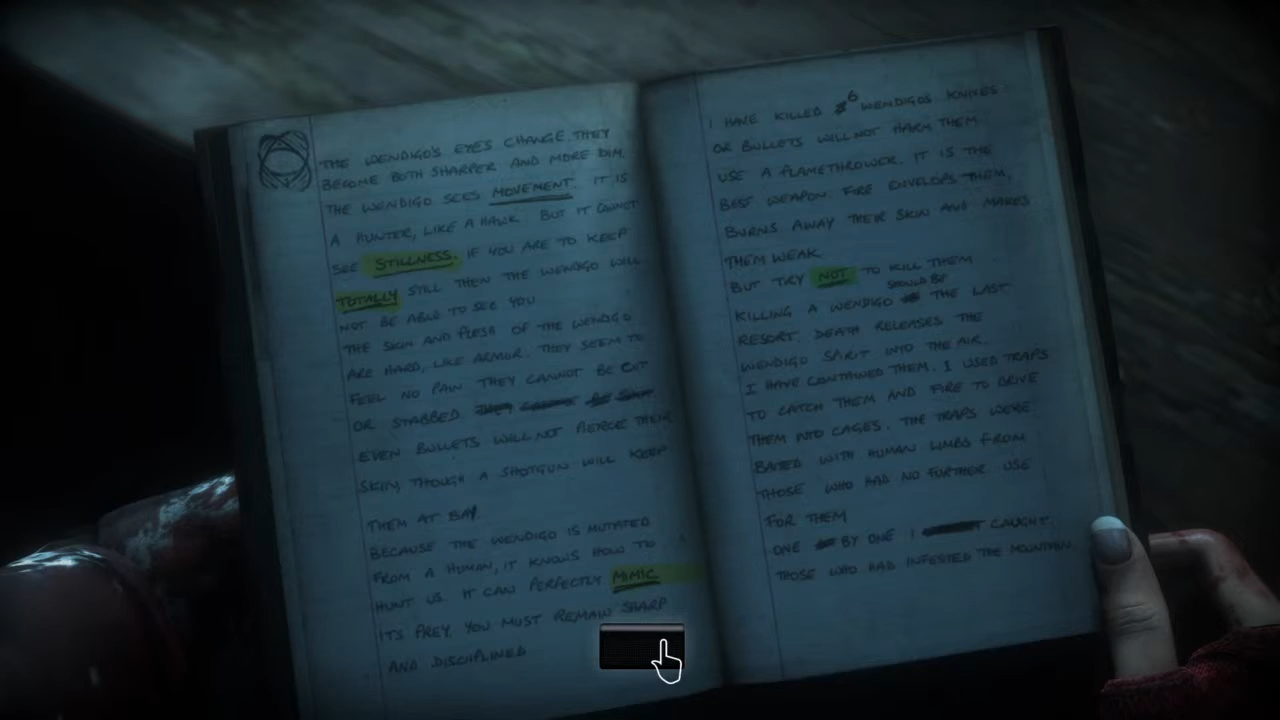 THE WENDIGO'S EYES CHANGE. THEY
BECOME BOTH SHARPER AND MORE DIM.
THE WENDIGO SEES MOVEMENT. IT IS
A HUNTER, LIKE A HAWK. BUT IT CANNOT
SEE STILLNESS. IF YOU ARE TO KEEP
TOTALLY STILL THEN THE WENDIGO WILL
NOT BE ABLE TO SEE YOU
THE SKIN AND FLESH OF THE WENDIGO
ARE HARD, LIKE ARMOR. THEY SEEM TO
FEEL NO PAIN THEY CANNOT BE CUT
OR STABBED.
EVEN BULLETS WILL NOT PIERCE THEIR
SKIN, THOUGH A SHOTGUN WILL KEEP
THEM AT BAY.
BECAUSE THE WENDIGO IS MUTATED
FROM A HUMAN, IT KNOWS HOW TO
HUNT US. IT CAN PERFECTLY MIMIC
ITS PREY. YOU MUST REMAIN SHARP
AND DISCIPLINED
I HAVE KILLED 6 WENDIGOS KNIVES
OR BULLETS WILL NOT HARM THEM
USE A FLAMETHROWER. IT IS THE
BEST WEAPON. FIRE ENVELOPS THEM,
BURNS AWAY THEIR SKIN AND MAKES
THEM WEAK.
BUT TRY NOT TO KILL THEM
KILLING A WENDIGO SHOULD BE THE LAST
RESORT. DEATH RELEASES THE
WENDIGO SPIRIT INTO THE AIR.
I HAVE CONTAINED THEM. I USED TRAPS
TO CATCH THEM AND FIRE TO DRIVE
THEM INTO CAGES. THE TRAPS WERE
BAITED WITH HUMAN LIMBS FROM
THOSE WHO HAD NO FURTHER USE
FOR THEM
ONE BY ONE I CAUGHT
THOSE WHO HAD INFESTED THE MOUNTAIN